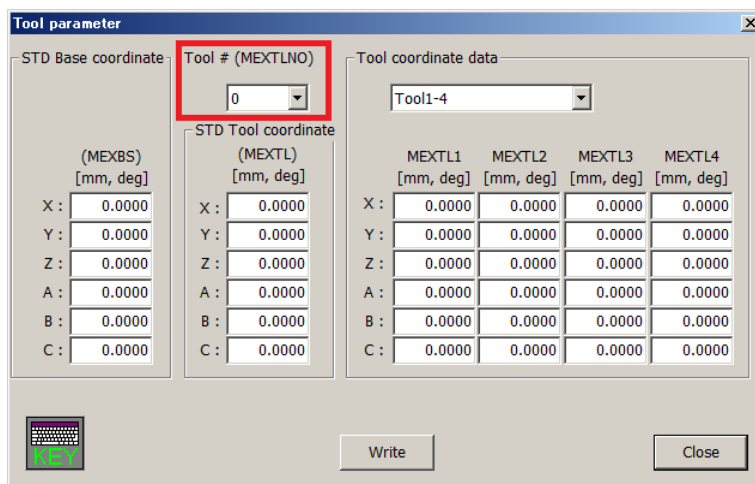 Tool parameter
STD Base coordinate Tool # (MEXTLNO) Tool coordinate data
0 Tool1-4
STD Tool coordinate
(MEXBS) (MEXTL) MEXTL1 MEXTL2 MEXTL3 MEXTL4
[mm, deg] [mm, deg] [mm, deg] [mm, deg] [mm, deg] [mm, deg]
X : 0.0000 X : 0.0000 X : 0.0000 0.0000 0.0000 0.0000
Y : 0.0000 Y : 0.0000 Y : 0.0000 0.0000 0.0000 0.0000
Z : 0.0000 Z : 0.0000 Z : 0.0000 0.0000 0.0000 0.0000
A : 0.0000 A : 0.0000 A : 0.0000 0.0000 0.0000 0.0000
B : 0.0000 B : 0.0000 B : 0.0000 0.0000 0.0000 0.0000
C : 0.0000 C : 0.0000 C : 0.0000 0.0000 0.0000 0.0000
KEY Write Close